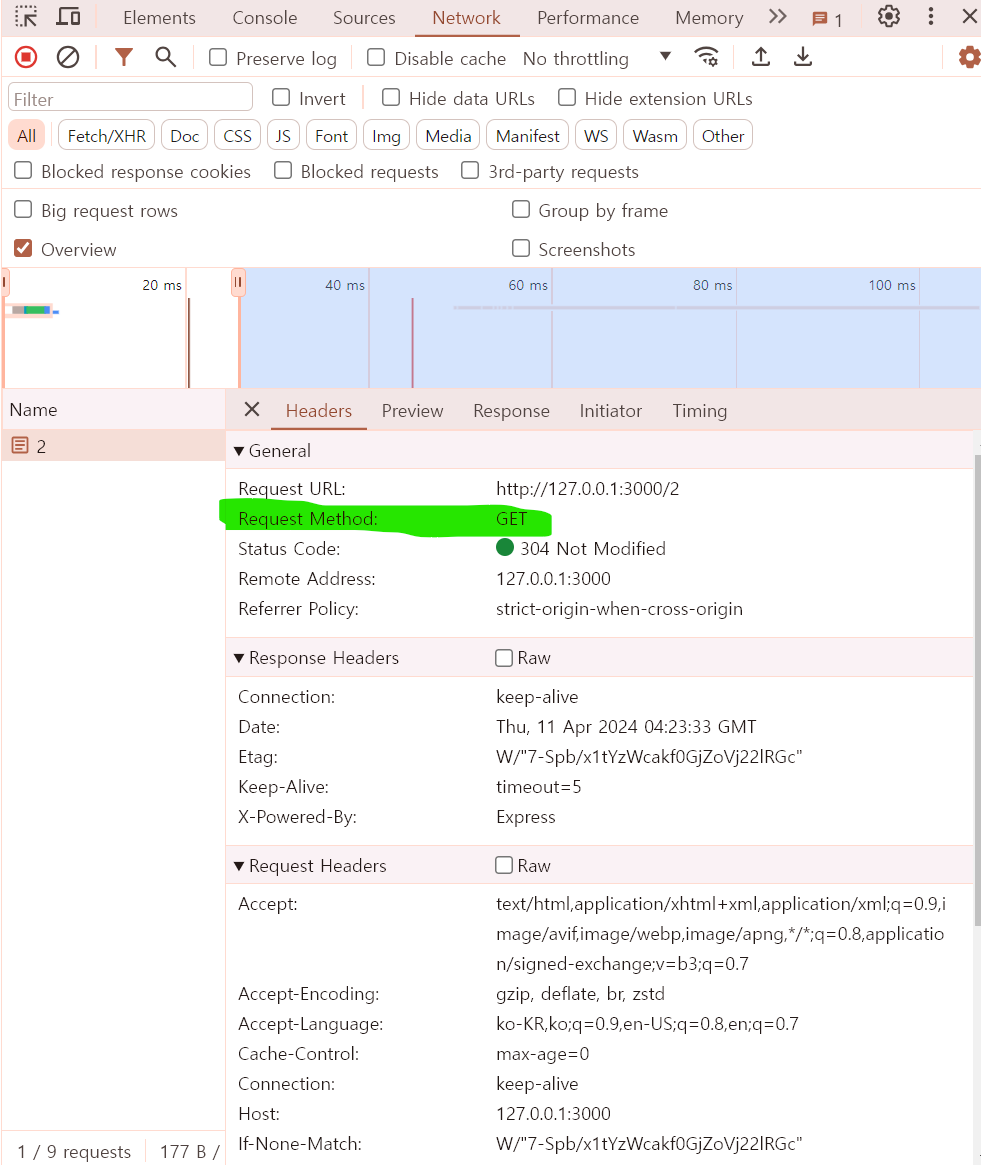 Elements Console Sources Network Performance Memory 1
Preserve log Disable cache No throttling
Filter Invert Hide data URLs Hide extension URLs
All Fetch/XHR Doc CSS JS Font Img Media Manifest WS Wasm Other
Blocked response cookies Blocked requests 3rd-party requests
Big request rows Group by frame
Overview Screenshots
20 ms 40 ms 60 ms 80 ms 100 ms
Name Headers Preview Response Initiator Timing
2
General
Request URL: http://127.0.0.1:3000/2
Request Method: GET
Status Code: 304 Not Modified
Remote Address: 127.0.0.1:3000
Referrer Policy: strict-origin-when-cross-origin
Response Headers Raw
Connection: keep-alive
Date: Thu, 11 Apr 2024 04:23:33 GMT
Etag: W/"7-Spb/x1tYzWcakf0GjZoVj22lRGc"
Keep-Alive: timeout=5
X-Powered-By: Express
Request Headers Raw
Accept: text/html,application/xhtml+xml,application/xml;q=0.9,i
mage/avif,image/webp,image/apng,*/*;q=0.8,applicatio
n/signed-exchange;v=b3;q=0.7
Accept-Encoding: gzip, deflate, br, zstd
Accept-Language: ko-KR,ko;q=0.9,en-US;q=0.8,en;q=0.7
Cache-Control: max-age=0
Connection: keep-alive
Host: 127.0.0.1:3000
If-None-Match: W/"7-Spb/x1tYzWcakf0GjZoVj22lRGc"
1 / 9 requests 177 B /